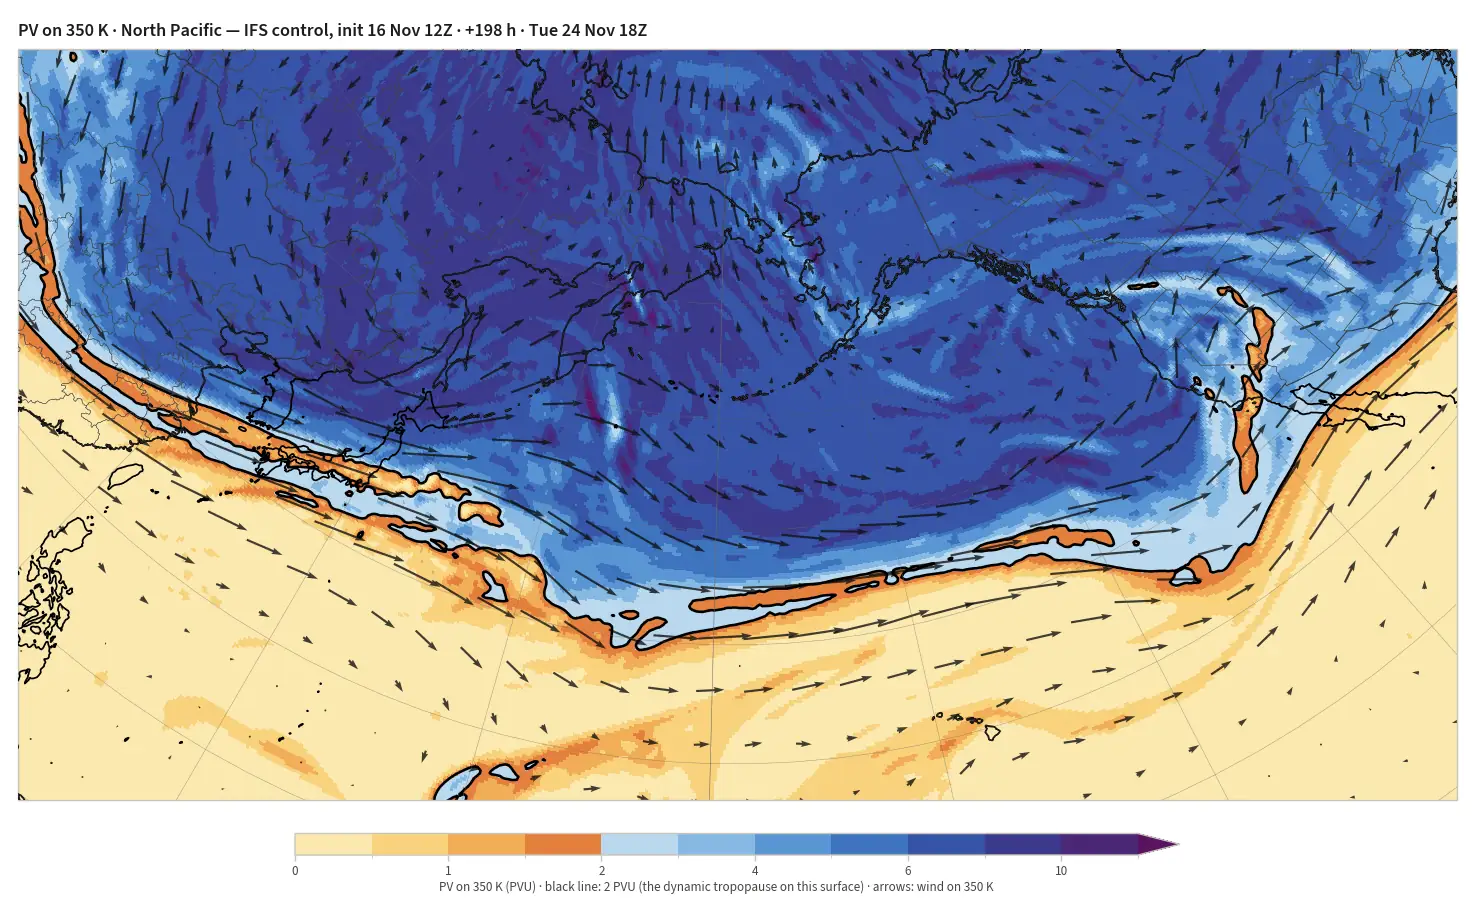 PV on 350 K · North Pacific — IFS control, init 16 Nov 12Z · +198 h · Tue 24 Nov 18Z
0 1 2 4 6 10
PV on 350 K (PVU) · black line: 2 PVU (the dynamic tropopause on this surface) · arrows: wind on 350 K